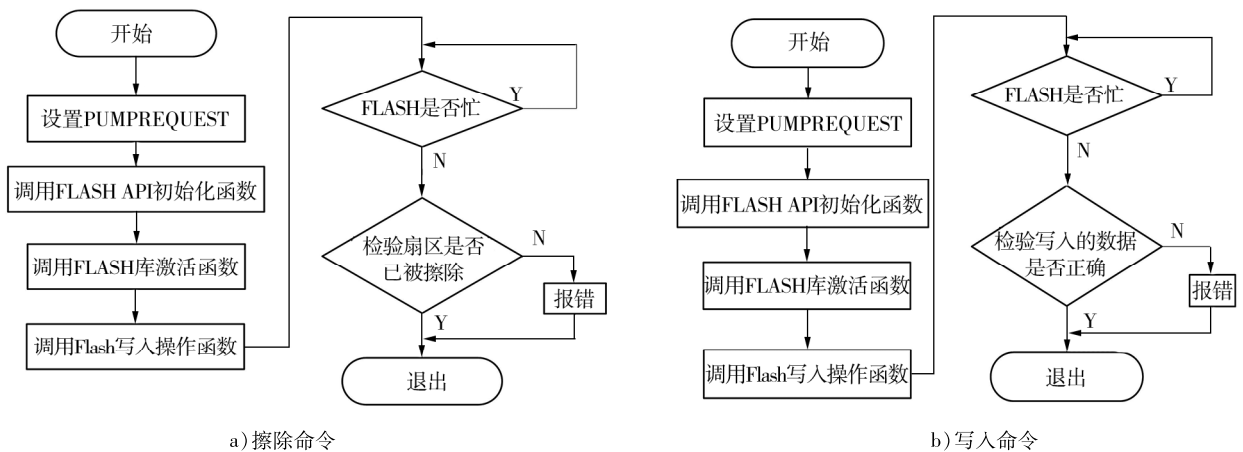 开始
设置PUMPREQUEST
调用FLASH API初始化函数
调用FLASH库激活函数
调用Flash写入操作函数
FLASH是否忙
Y
N
检验扇区是否
已被擦除
N
报错
Y
退出
a)擦除命令
开始
设置PUMPREQUEST
调用FLASH API初始化函数
调用FLASH库激活函数
调用Flash写入操作函数
FLASH是否忙
Y
N
检验写入的数据
是否正确
N
报错
Y
退出
b)写入命令